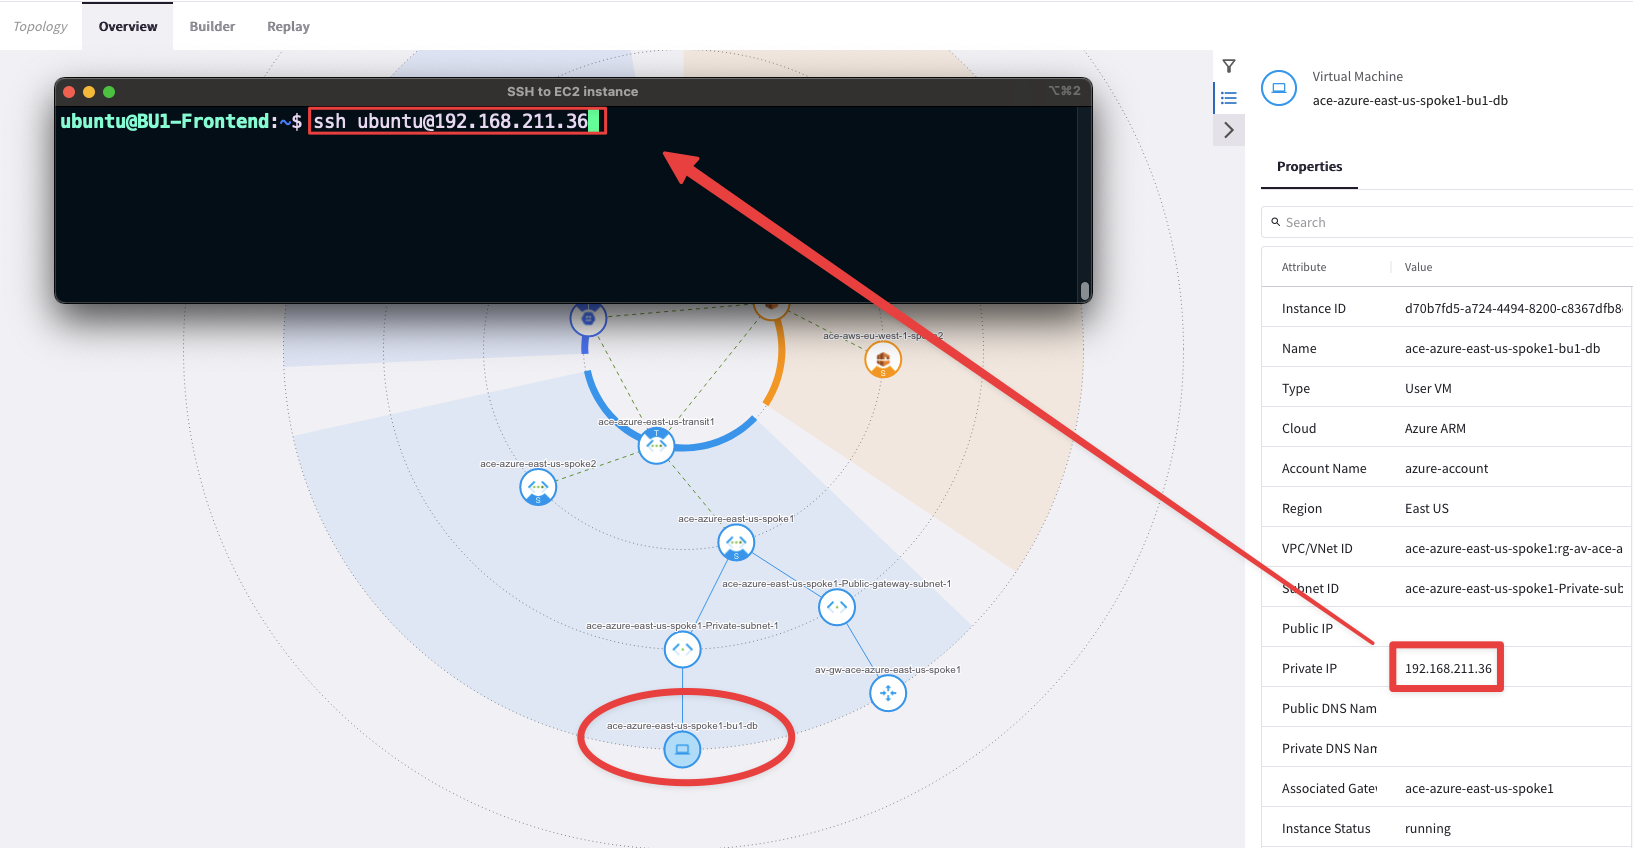 Topology
Overview
Builder
Replay
SSH to EC2 instance
⌥⌘2
ubuntu@BU1-Frontend:~$ ssh ubuntu@192.168.211.36
ace-aws-eu-west-1-spoke2
ace-azure-east-us-transit1
T
ace-azure-east-us-spoke2
S
S
ace-azure-east-us-spoke1
S
ace-azure-east-us-spoke1-Public-gateway-subnet-1
ace-azure-east-us-spoke1-Private-subnet-1
av-gw-ace-azure-east-us-spoke1
ace-azure-east-us-spoke1-bu1-db
Virtual Machine
ace-azure-east-us-spoke1-bu1-db
Properties
Search
Attribute Value
Instance ID d70b7fd5-a724-4494-8200-c8367dfb8
Name ace-azure-east-us-spoke1-bu1-db
Type User VM
Cloud Azure ARM
Account Name azure-account
Region East US
VPC/VNet ID ace-azure-east-us-spoke1:rg-av-ace-a
Subnet ID ace-azure-east-us-spoke1-Private-sub
Public IP
Private IP 192.168.211.36
Public DNS Nam
Private DNS Nam
Associated Gate ace-azure-east-us-spoke1
Instance Status running